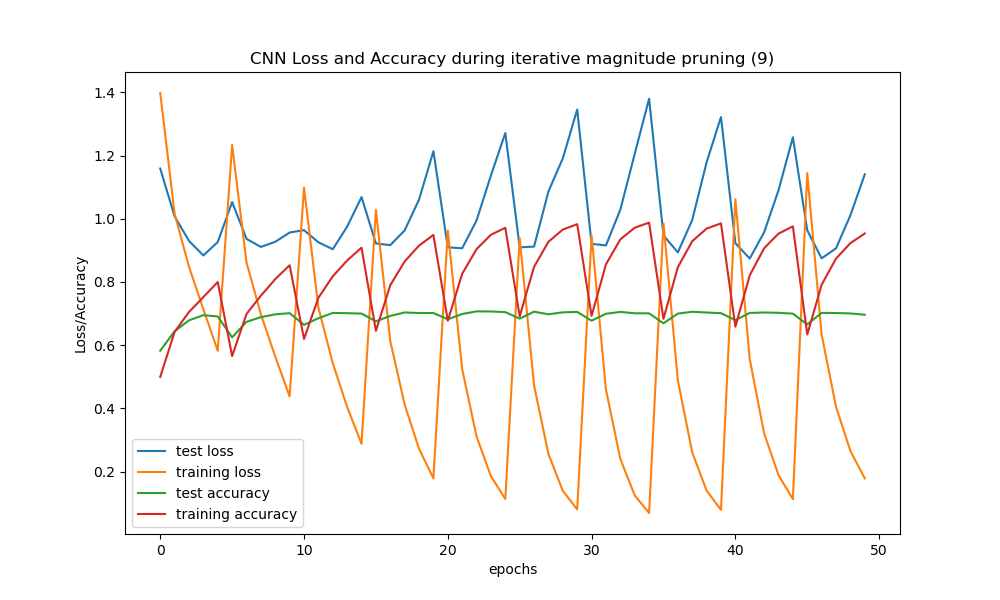 CNN Loss and Accuracy during iterative magnitude pruning (9)
1.4
1.2
1.0
0.8
0.6
0.4
0.2
Loss/Accuracy
test loss
training loss
test accuracy
training accuracy
0
10
20
30
40
50
epochs